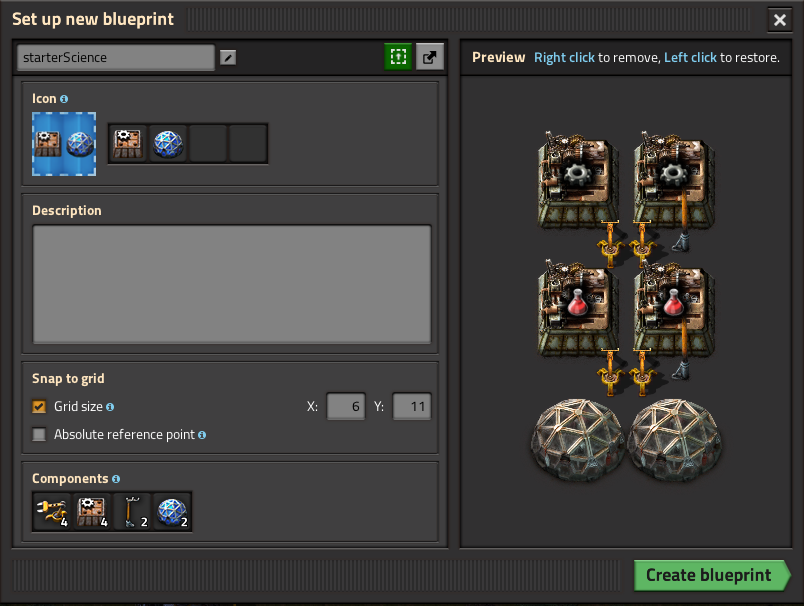 Set up new blueprint
starterScience
Preview Right click to remove, Left click to restore.
Icon
Description
Snap to grid
Grid size X: 6 Y: 11
Absolute reference point
Components
4 4 2 2
Create blueprint